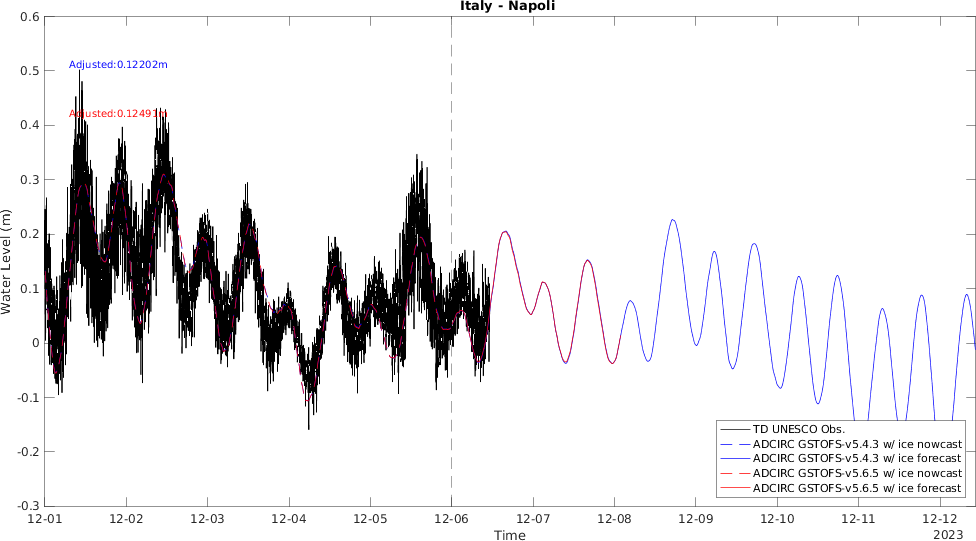 Italy - Napoli
0.6
0.5
0.4
0.3
0.2
0.1
0
-0.1
-0.2
-0.3
Water Level (m)
Adjusted:0.12202m
Adjusted:0.12491m
TD UNESCO Obs.
ADCIRC GSTOFS-v5.4.3 w/ ice nowcast
ADCIRC GSTOFS-v5.4.3 w/ ice forecast
ADCIRC GSTOFS-v5.6.5 w/ ice nowcast
ADCIRC GSTOFS-v5.6.5 w/ ice forecast
12-01 12-02 12-03 12-04 12-05 12-06 12-07 12-08 12-09 12-10 12-11 12-12
Time
2023